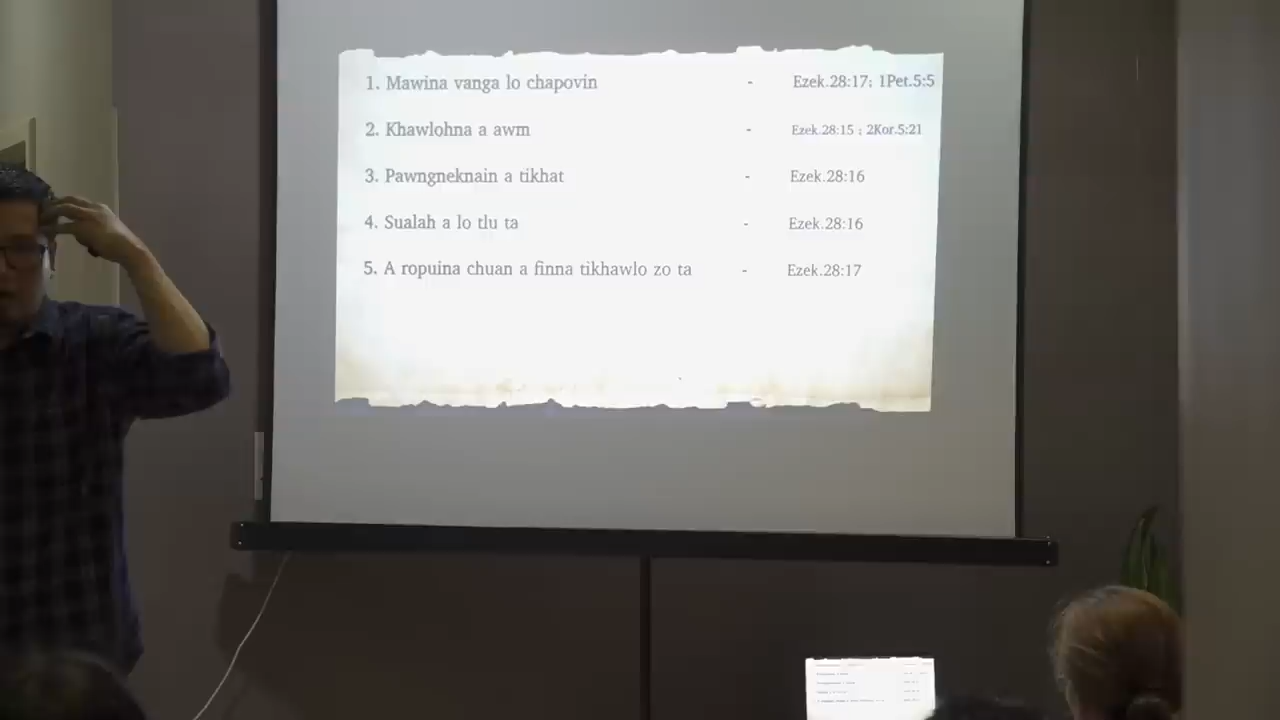 1. Mawina vanga lo chapovin - Ezek.28:17; 1Pet.5:5
2. Khawlohna a awm - Ezek.28:15 ; 2Kor.5:21
3. Pawngneknain a tikhat - Ezek.28:16
4. Sualah a lo tlu ta - Ezek.28:16
5. A ropuina chuan a finna tikhawlo zo ta - Ezek.28:17